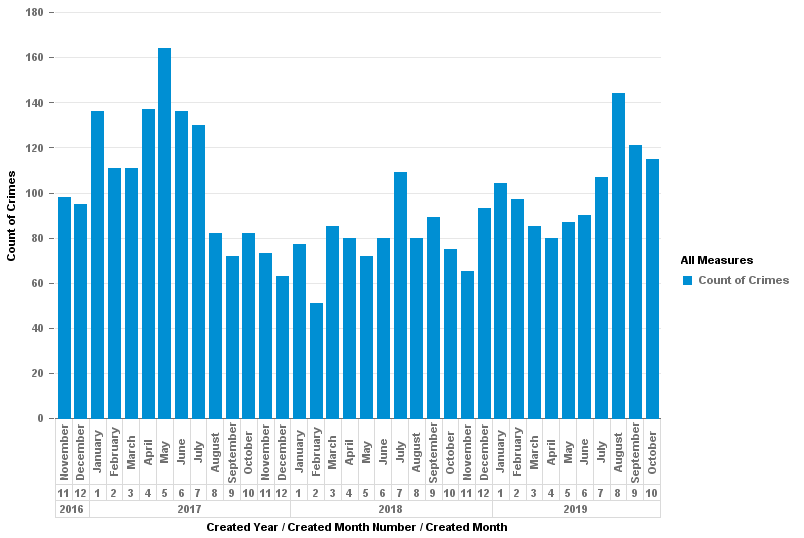 180
160
140
120
100
80
60
40
20
0
Count of Crimes
All Measures
Count of Crimes
November December January February March April May June July August September October November December January February March April May June July August September October November December January February March April May June July August September October
11 12 1 2 3 4 5 6 7 8 9 10 11 12 1 2 3 4 5 6 7 8 9 10 11 12 1 2 3 4 5 6 7 8 9 10
2016 2017 2018 2019
Created Year / Created Month Number / Created Month